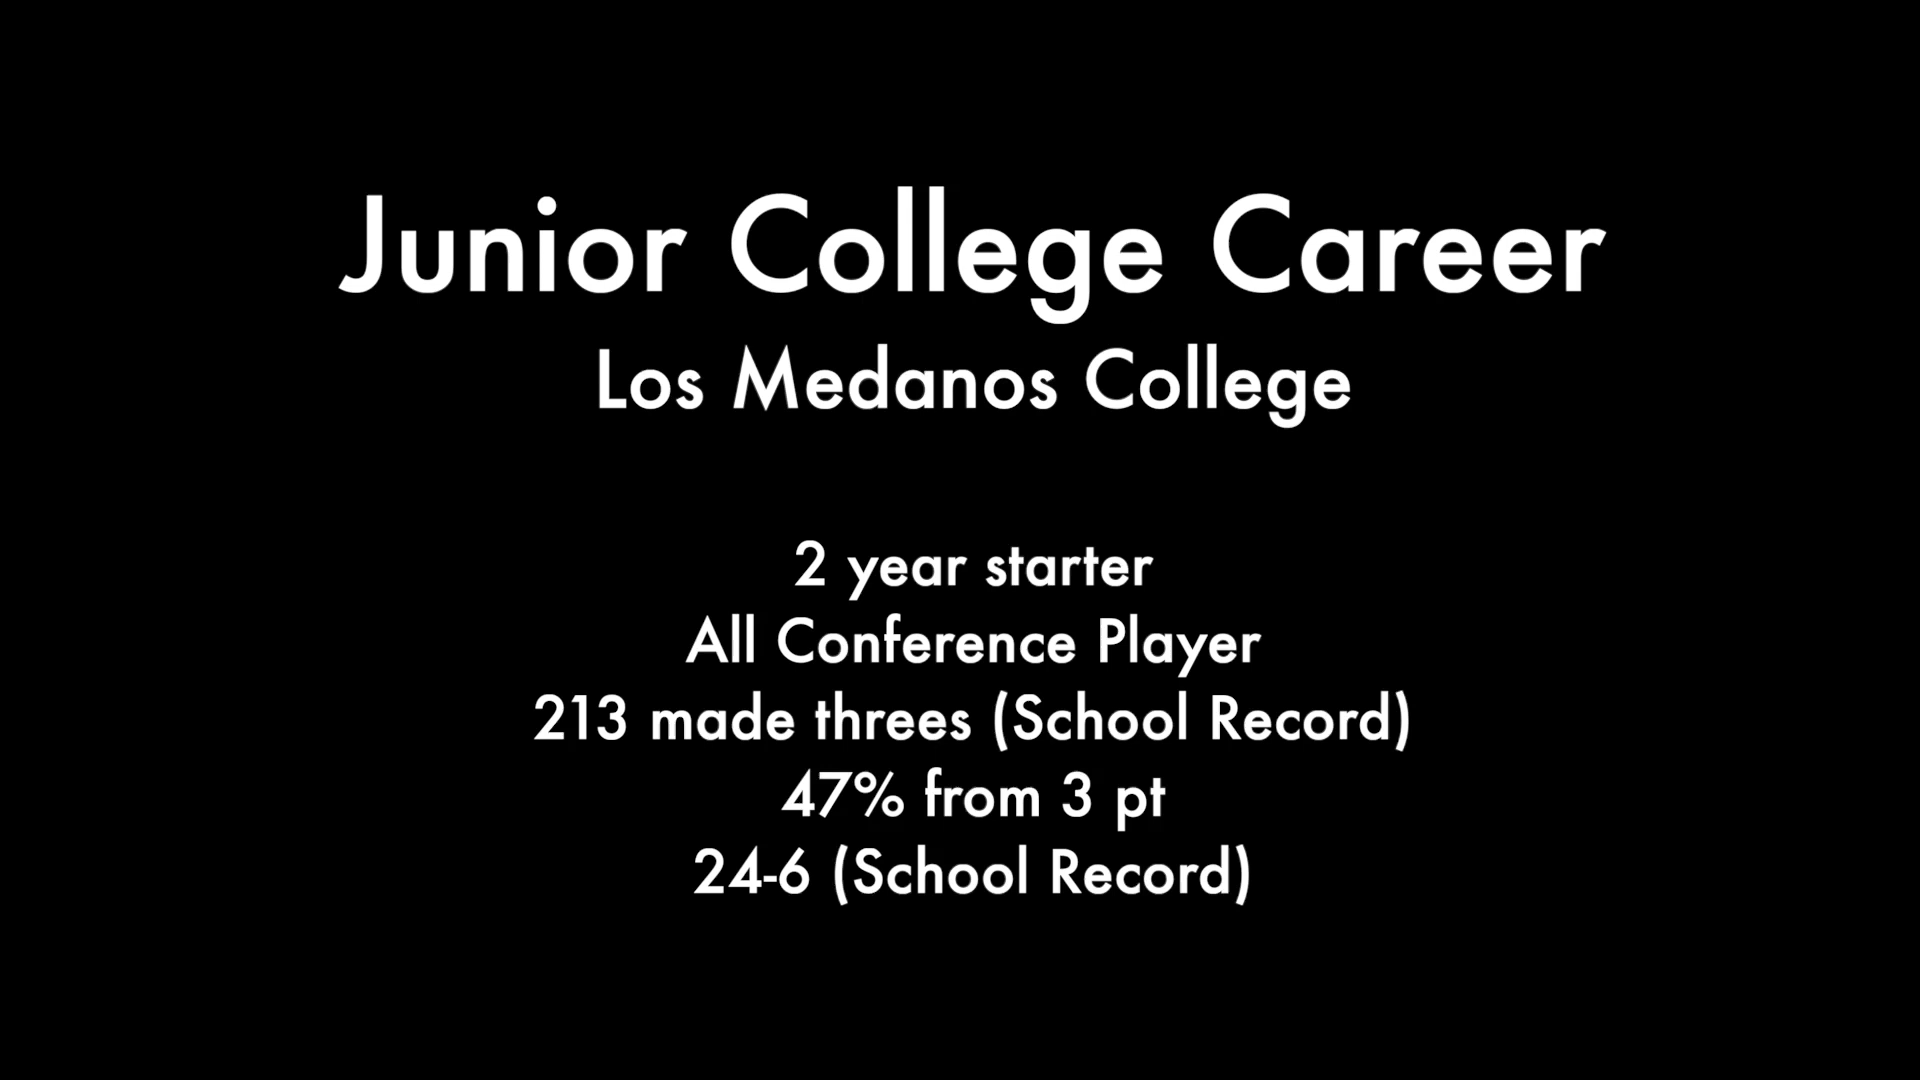 Junior College Career
Los Medanos College
2 year starter
All Conference Player
213 made threes (School Record)
47% from 3 pt
24-6 (School Record)